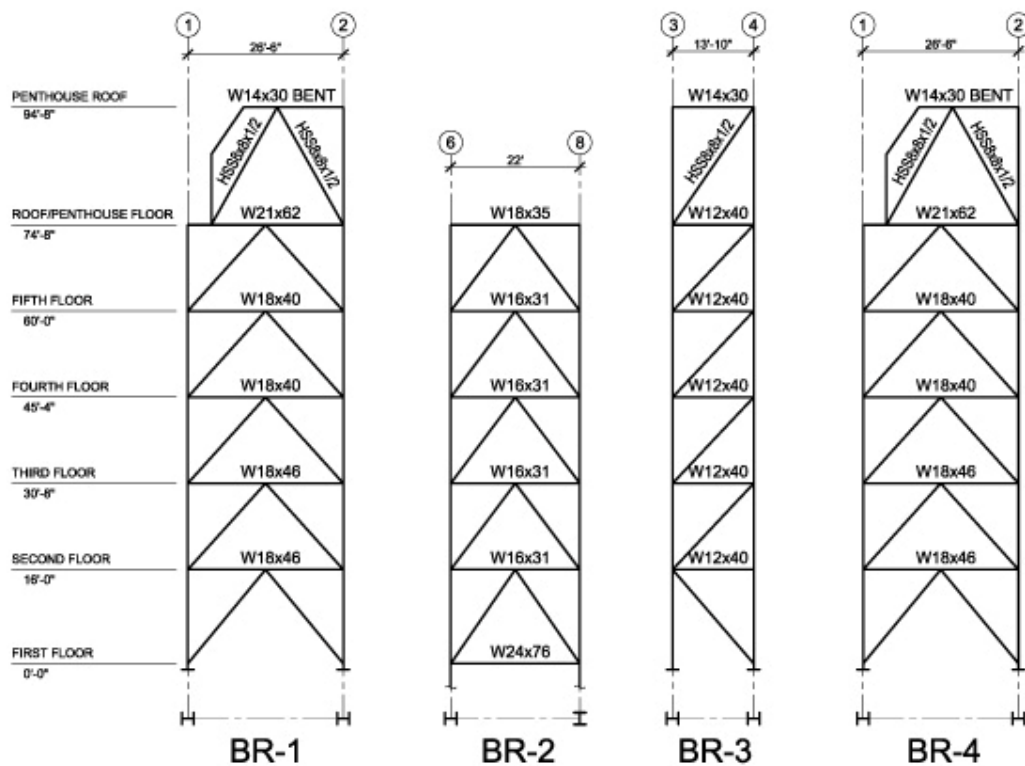 1 2 3 4 1 2
26'-6" 13'-10" 26'-6"
PENTHOUSE ROOF W14x30 BENT W14x30 W14x30 BENT
94'-8"
6 8
HSS8x8x1/2 HSS8x8x1/2 22' HSS8x8x1/2 HSS8x8x1/2 HSS8x8x1/2
ROOF/PENTHOUSE FLOOR W21x62 W18x35 W12x40 W21x62
74'-8"
FIFTH FLOOR W18x40 W16x31 W12x40 W18x40
60'-0"
FOURTH FLOOR W18x40 W16x31 W12x40 W18x40
45'-4"
THIRD FLOOR W18x46 W16x31 W12x40 W18x46
30'-8"
SECOND FLOOR W18x46 W16x31 W12x40 W18x46
16'-0"
FIRST FLOOR W24x76
0'-0"
BR-1 BR-2 BR-3 BR-4